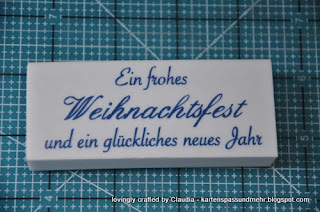 Ein frohes
Weihnachtsfest
und ein glückliches neues Jahr
lovingly crafted by Claudia - kartenspassundmehr.blogspot.com